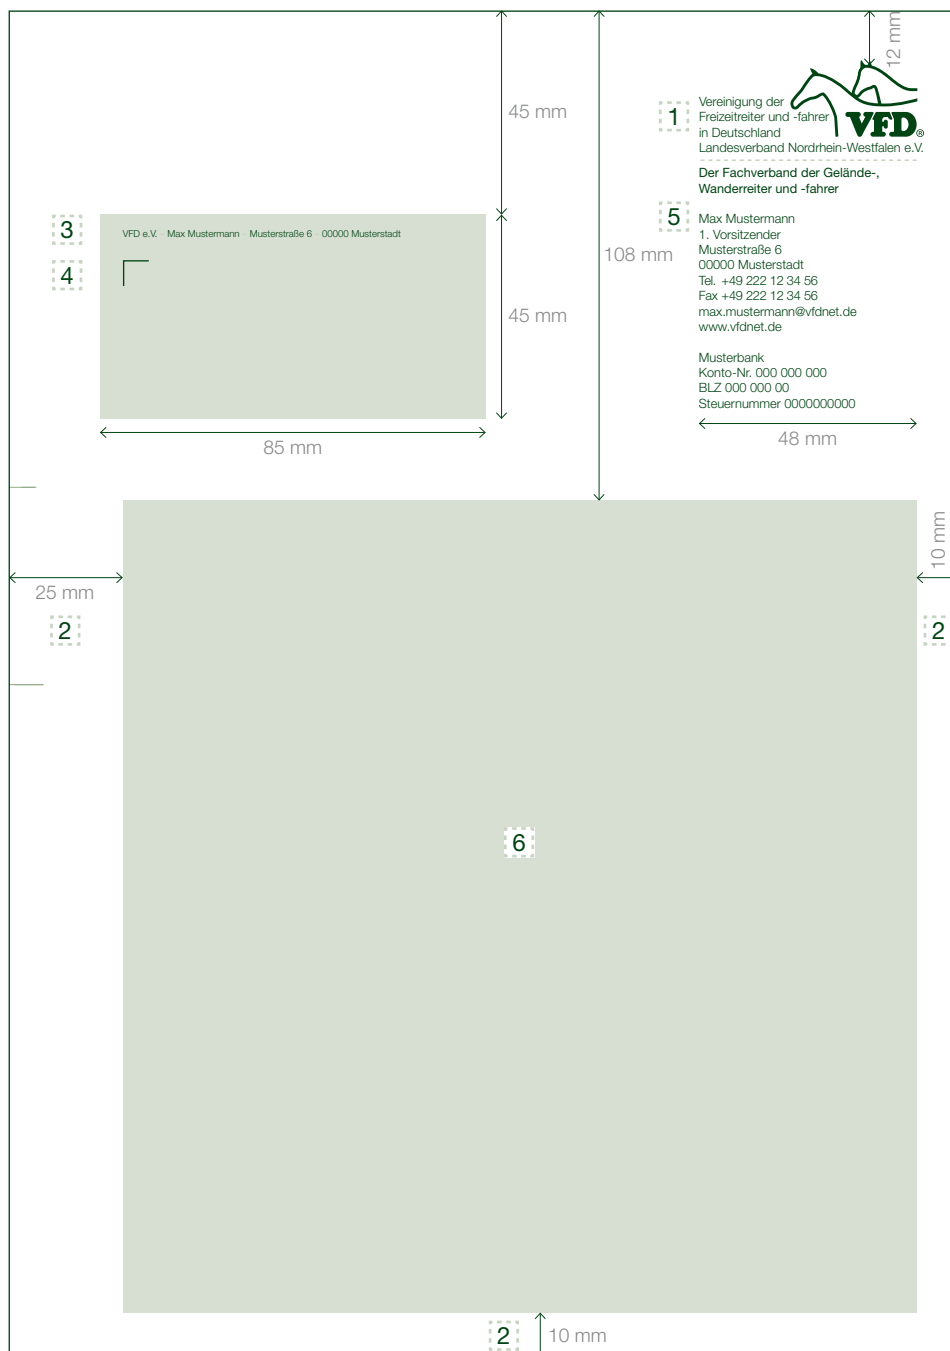 12 mm
45 mm
1
Vereinigung der
Freizeitreiter und -fahrer
in Deutschland
Landesverband Nordrhein-Westfalen e.V.
VFD®
Der Fachverband der Gelände-,
Wanderreiter und -fahrer
3
VFD e.V. Max Mustermann Musterstraße 6 00000 Musterstadt
4
45 mm
85 mm
108 mm
5
Max Mustermann
1. Vorsitzender
Musterstraße 6
00000 Musterstadt
Tel. +49 222 12 34 56
Fax +49 222 12 34 56
max.mustermann@vfdnet.de
www.vfdnet.de
Musterbank
Konto-Nr. 000 000 000
BLZ 000 000 00
Steuernummer 0000000000
48 mm
25 mm
2
10 mm
2
6
2
10 mm